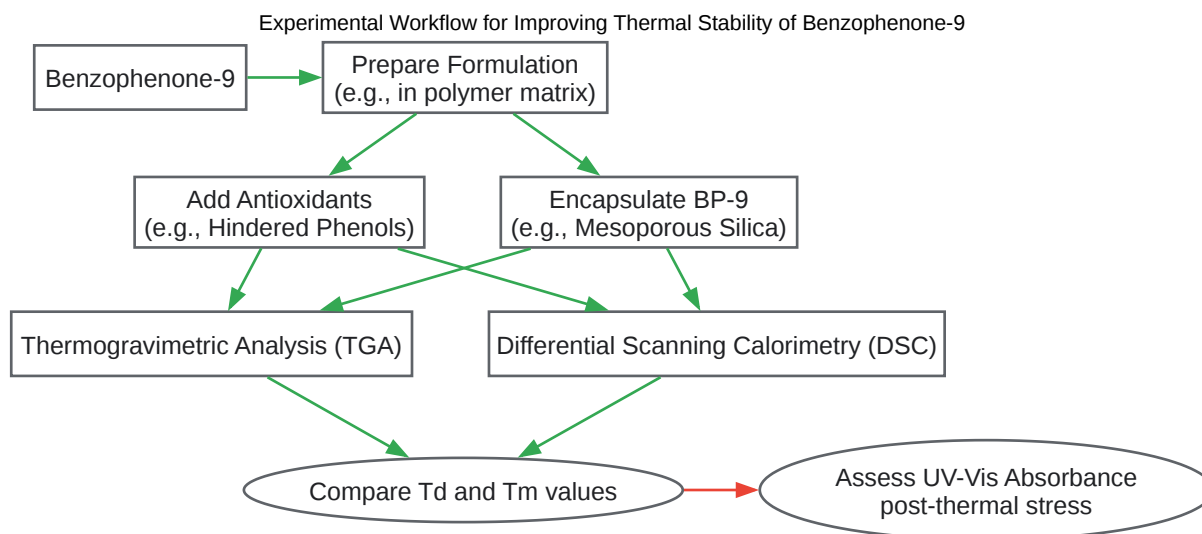 Experimental Workflow for Improving Thermal Stability of Benzophenone-9
Benzophenone-9
Prepare Formulation
(e.g., in polymer matrix)
Add Antioxidants
(e.g., Hindered Phenols)
Encapsulate BP-9
(e.g., Mesoporous Silica)
Thermogravimetric Analysis (TGA)
Differential Scanning Calorimetry (DSC)
Compare Td and Tm values
Assess UV-Vis Absorbance
post-thermal stress